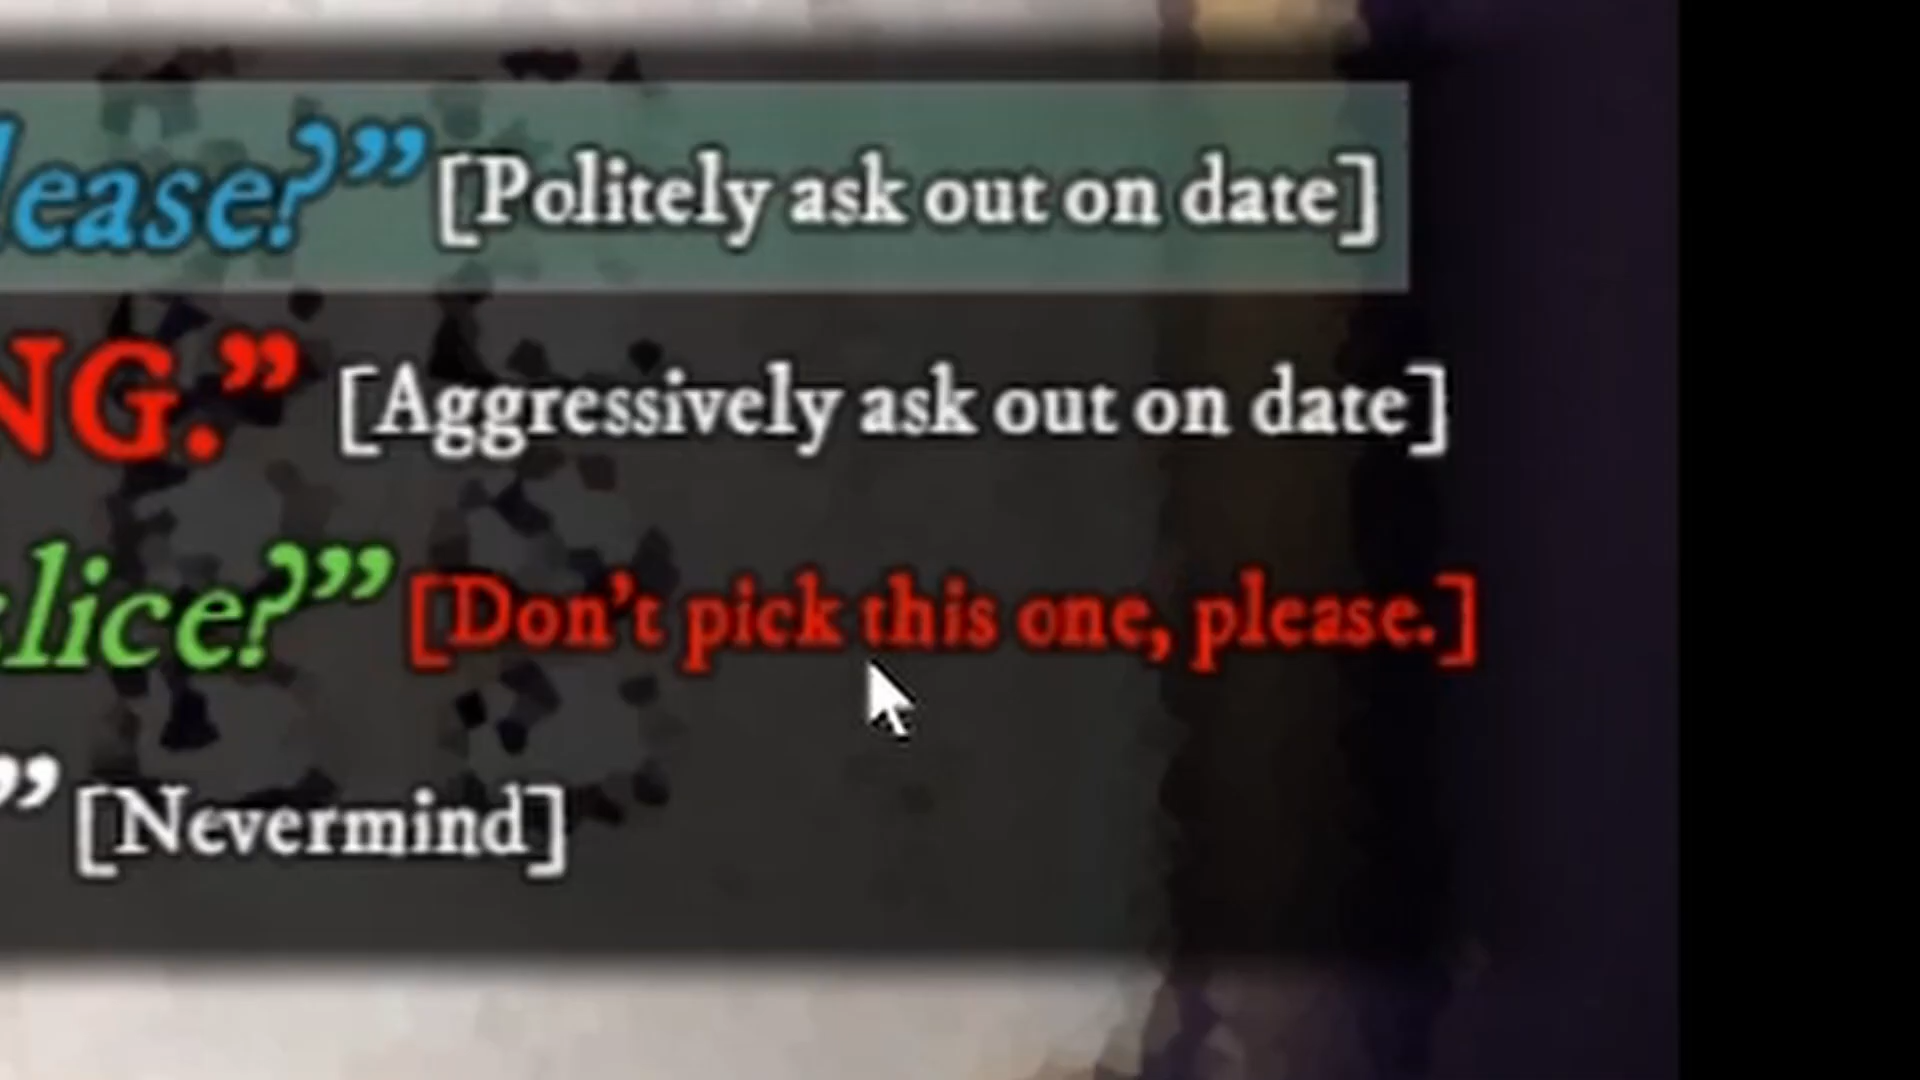 lease?” [Politely ask out on date]
NG.” [Aggressively ask out on date]
slice?” [Don’t pick this one, please.]
” [Nevermind]